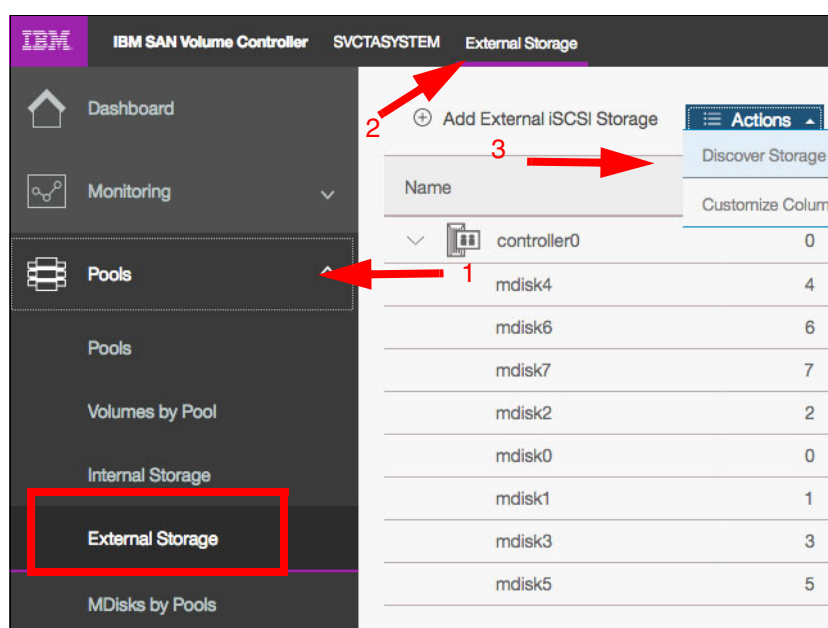 IBM IBM SAN Volume Controller SVCTASYSTEM External Storage
Dashboard
Monitoring
Pools
Pools
Volumes by Pool
Internal Storage
External Storage
MDisks by Pools
2
Add External iSCSI Storage Actions
3
Discover Storage
Customize Colum
Name
controller0 0
1
mdisk4 4
mdisk6 6
mdisk7 7
mdisk2 2
mdisk0 0
mdisk1 1
mdisk3 3
mdisk5 5